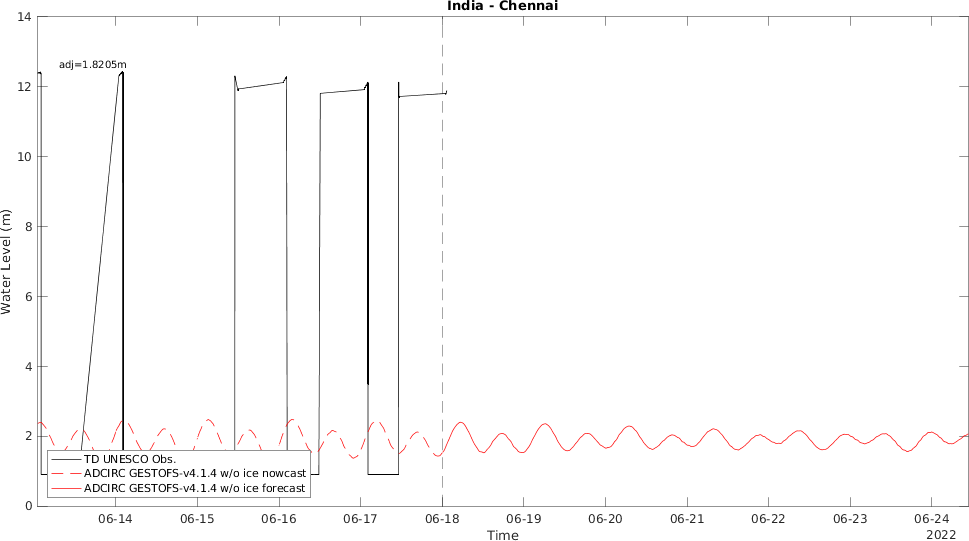 India - Chennai
14
adj=1.8205m
12
10
8
6
4
2
0
Water Level (m)
TD UNESCO Obs.
ADCIRC GESTOFS-v4.1.4 w/o ice nowcast
ADCIRC GESTOFS-v4.1.4 w/o ice forecast
06-14 06-15 06-16 06-17 06-18 06-19 06-20 06-21 06-22 06-23 06-24
Time
2022